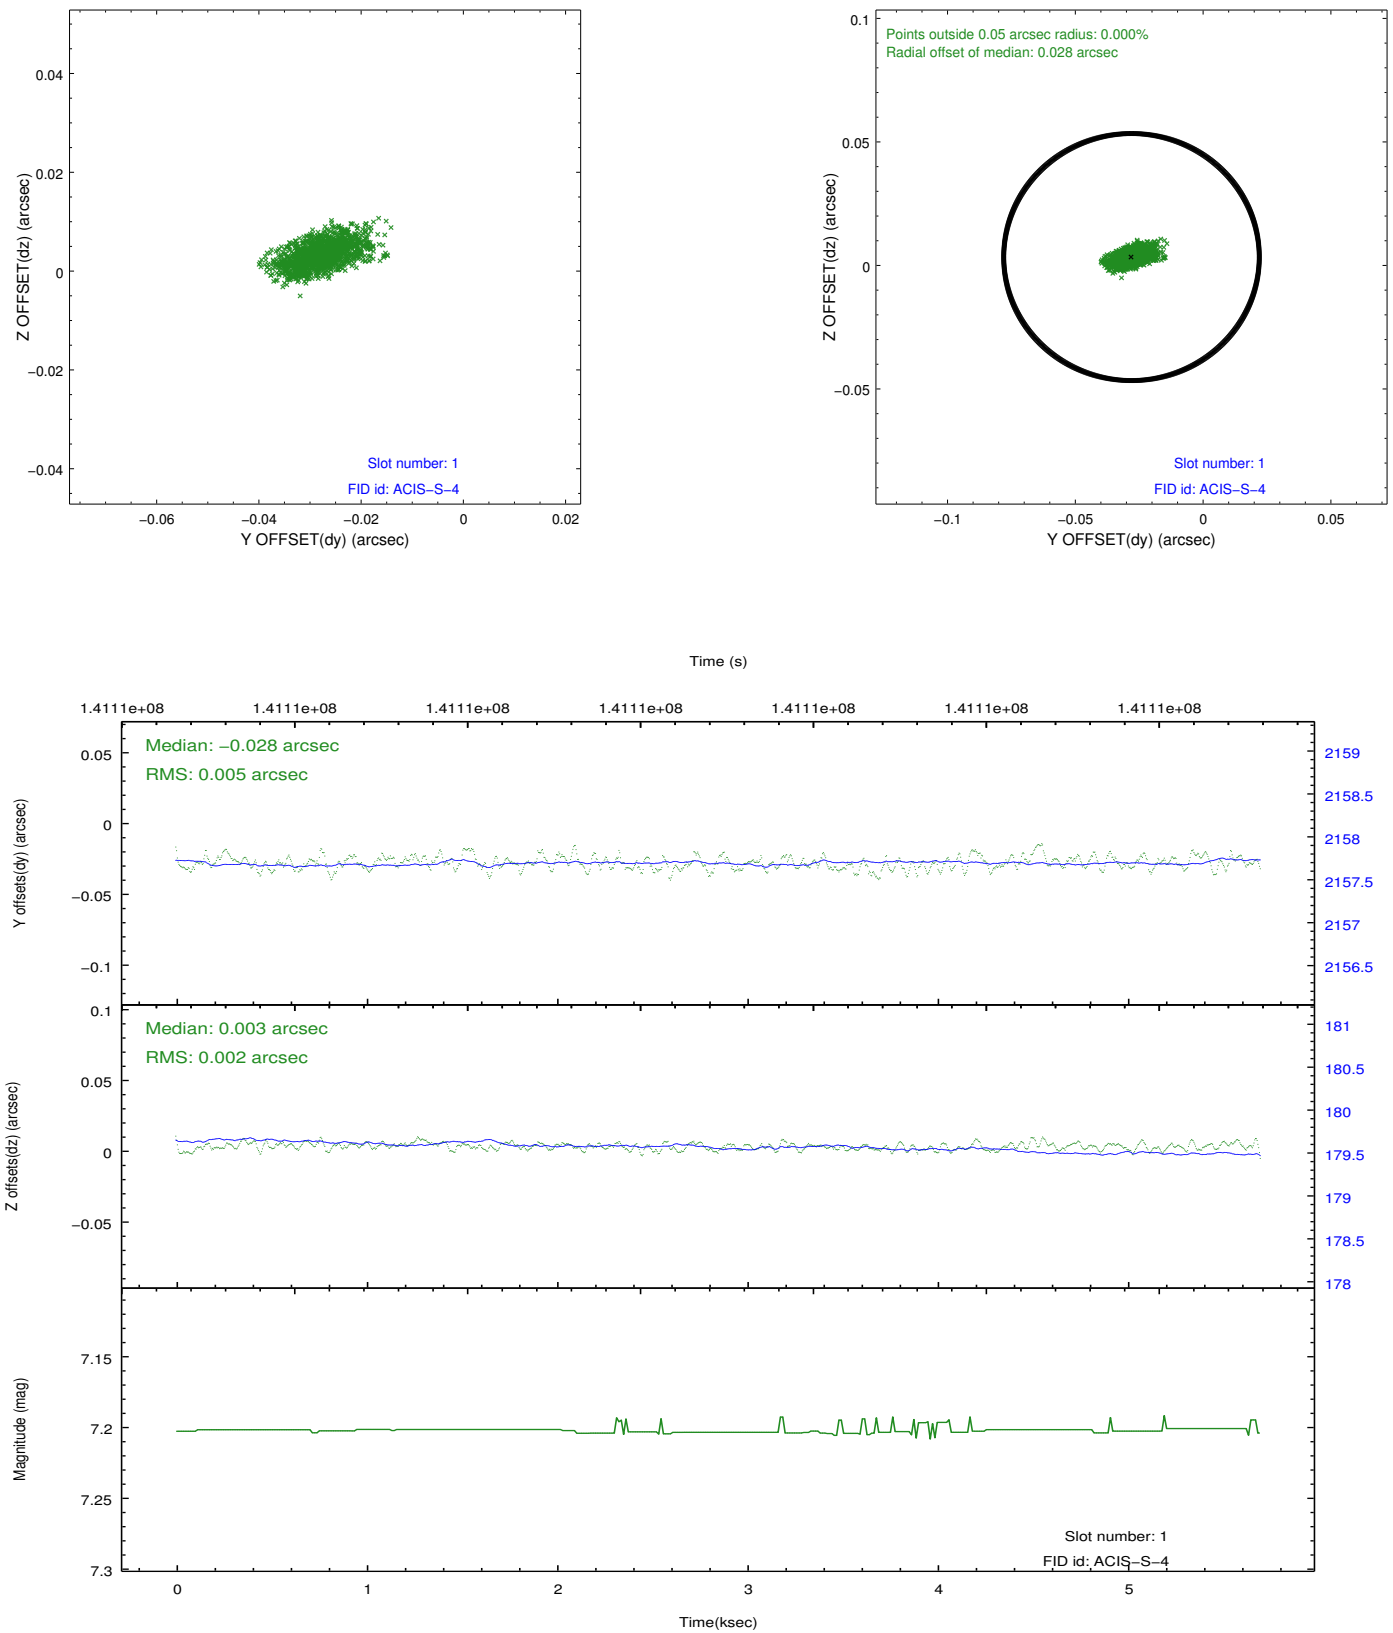 0.04
0.02
0
−0.02
−0.04
Z OFFSET(dz) (arcsec)
Slot number: 1
FID id: ACIS−S−4
−0.06
−0.04
−0.02
0
0.02
Y OFFSET(dy) (arcsec)
Points outside 0.05 arcsec radius: 0.000%
Radial offset of median: 0.028 arcsec
0.1
0.05
0
−0.05
Z OFFSET(dz) (arcsec)
Slot number: 1
FID id: ACIS−S−4
−0.1
−0.05
0
0.05
Y OFFSET(dy) (arcsec)
Time (s)
1.4111e+08
1.4111e+08
1.4111e+08
1.4111e+08
1.4111e+08
1.4111e+08
1.4111e+08
Median: −0.028 arcsec
RMS: 0.005 arcsec
0.05
0
−0.05
−0.1
Y offsets(dy) (arcsec)
2159
2158.5
2158
2157.5
2157
2156.5
Median: 0.003 arcsec
RMS: 0.002 arcsec
0.1
0.05
0
−0.05
Z offsets(dz) (arcsec)
181
180.5
180
179.5
179
178.5
178
7.15
7.2
7.25
7.3
Magnitude (mag)
Slot number: 1
FID id: ACIS−S−4
0
1
2
3
4
5
Time(ksec)